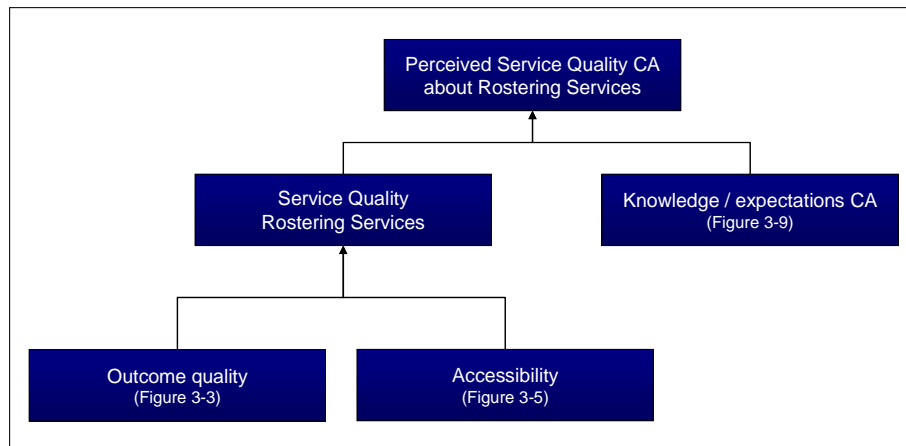 Perceived Service Quality CA
about Rostering Services
Service Quality
Rostering Services
Knowledge / expectations CA
(Figure 3-9)
Outcome quality
(Figure 3-3)
Accessibility
(Figure 3-5)